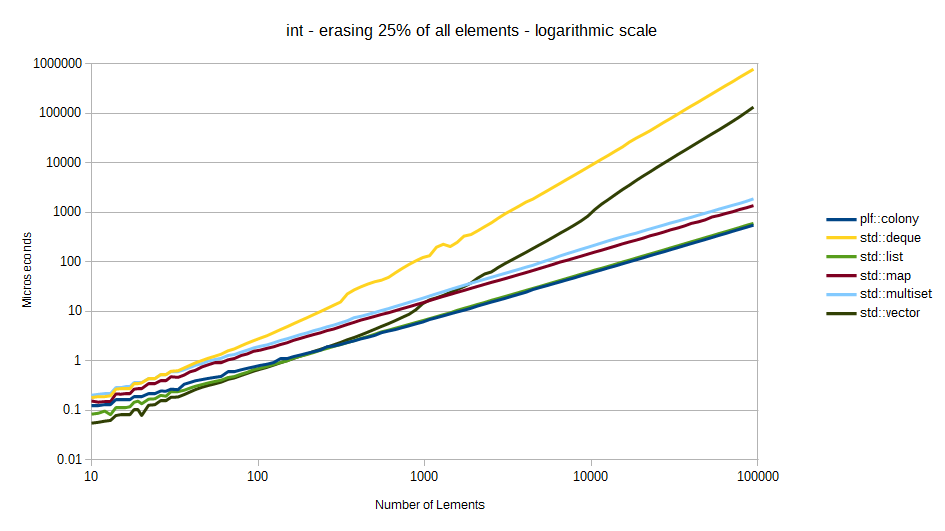 int - erasing 25% of all elements - logarithmic scale
1000000
100000
10000
1000
100
10
1
0.1
0.01
10
100
1000
10000
100000
Micros econds
Number of Lements
plf::colony
std::deque
std::list
std::map
std::multiset
std::vector